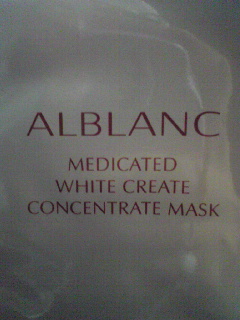 ALBLANC
MEDICATED
WHITE CREATE
CONCENTRATE MASK